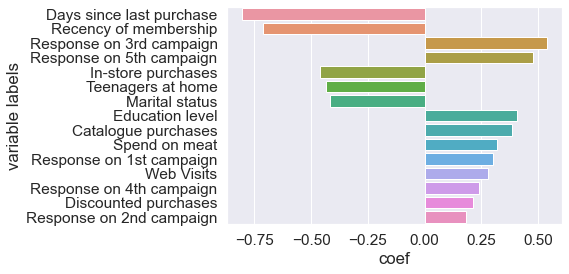 Days since last purchase
Recency of membership
Response on 3rd campaign
Response on 5th campaign
In-store purchases
Teenagers at home
Marital status
Education level
Catalogue purchases
Spend on meat
Response on 1st campaign
Web Visits
Response on 4th campaign
Discounted purchases
Response on 2nd campaign
variable labels
−0.75 −0.50 −0.25 0.00 0.25 0.50
coef